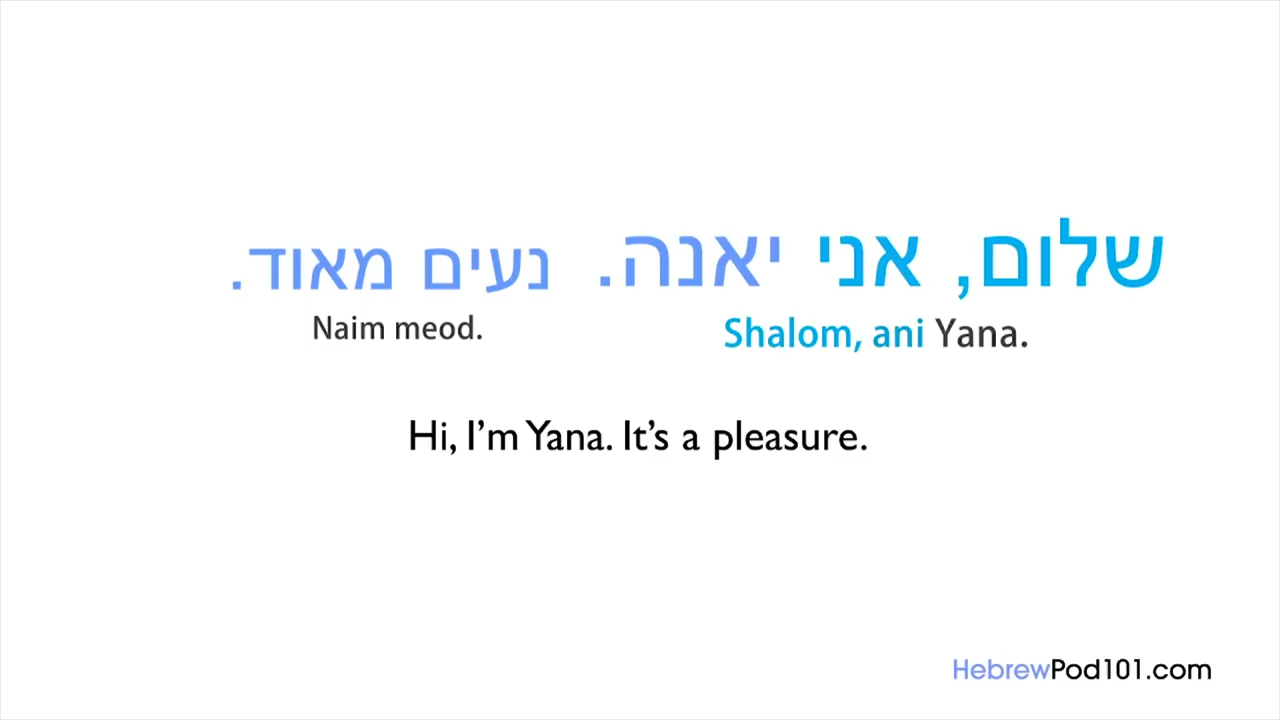 שלום, אני יאנה. נעים מאוד.
Naim meod. Shalom, ani Yana.
Hi, I'm Yana. It's a pleasure.
HebrewPod101.com